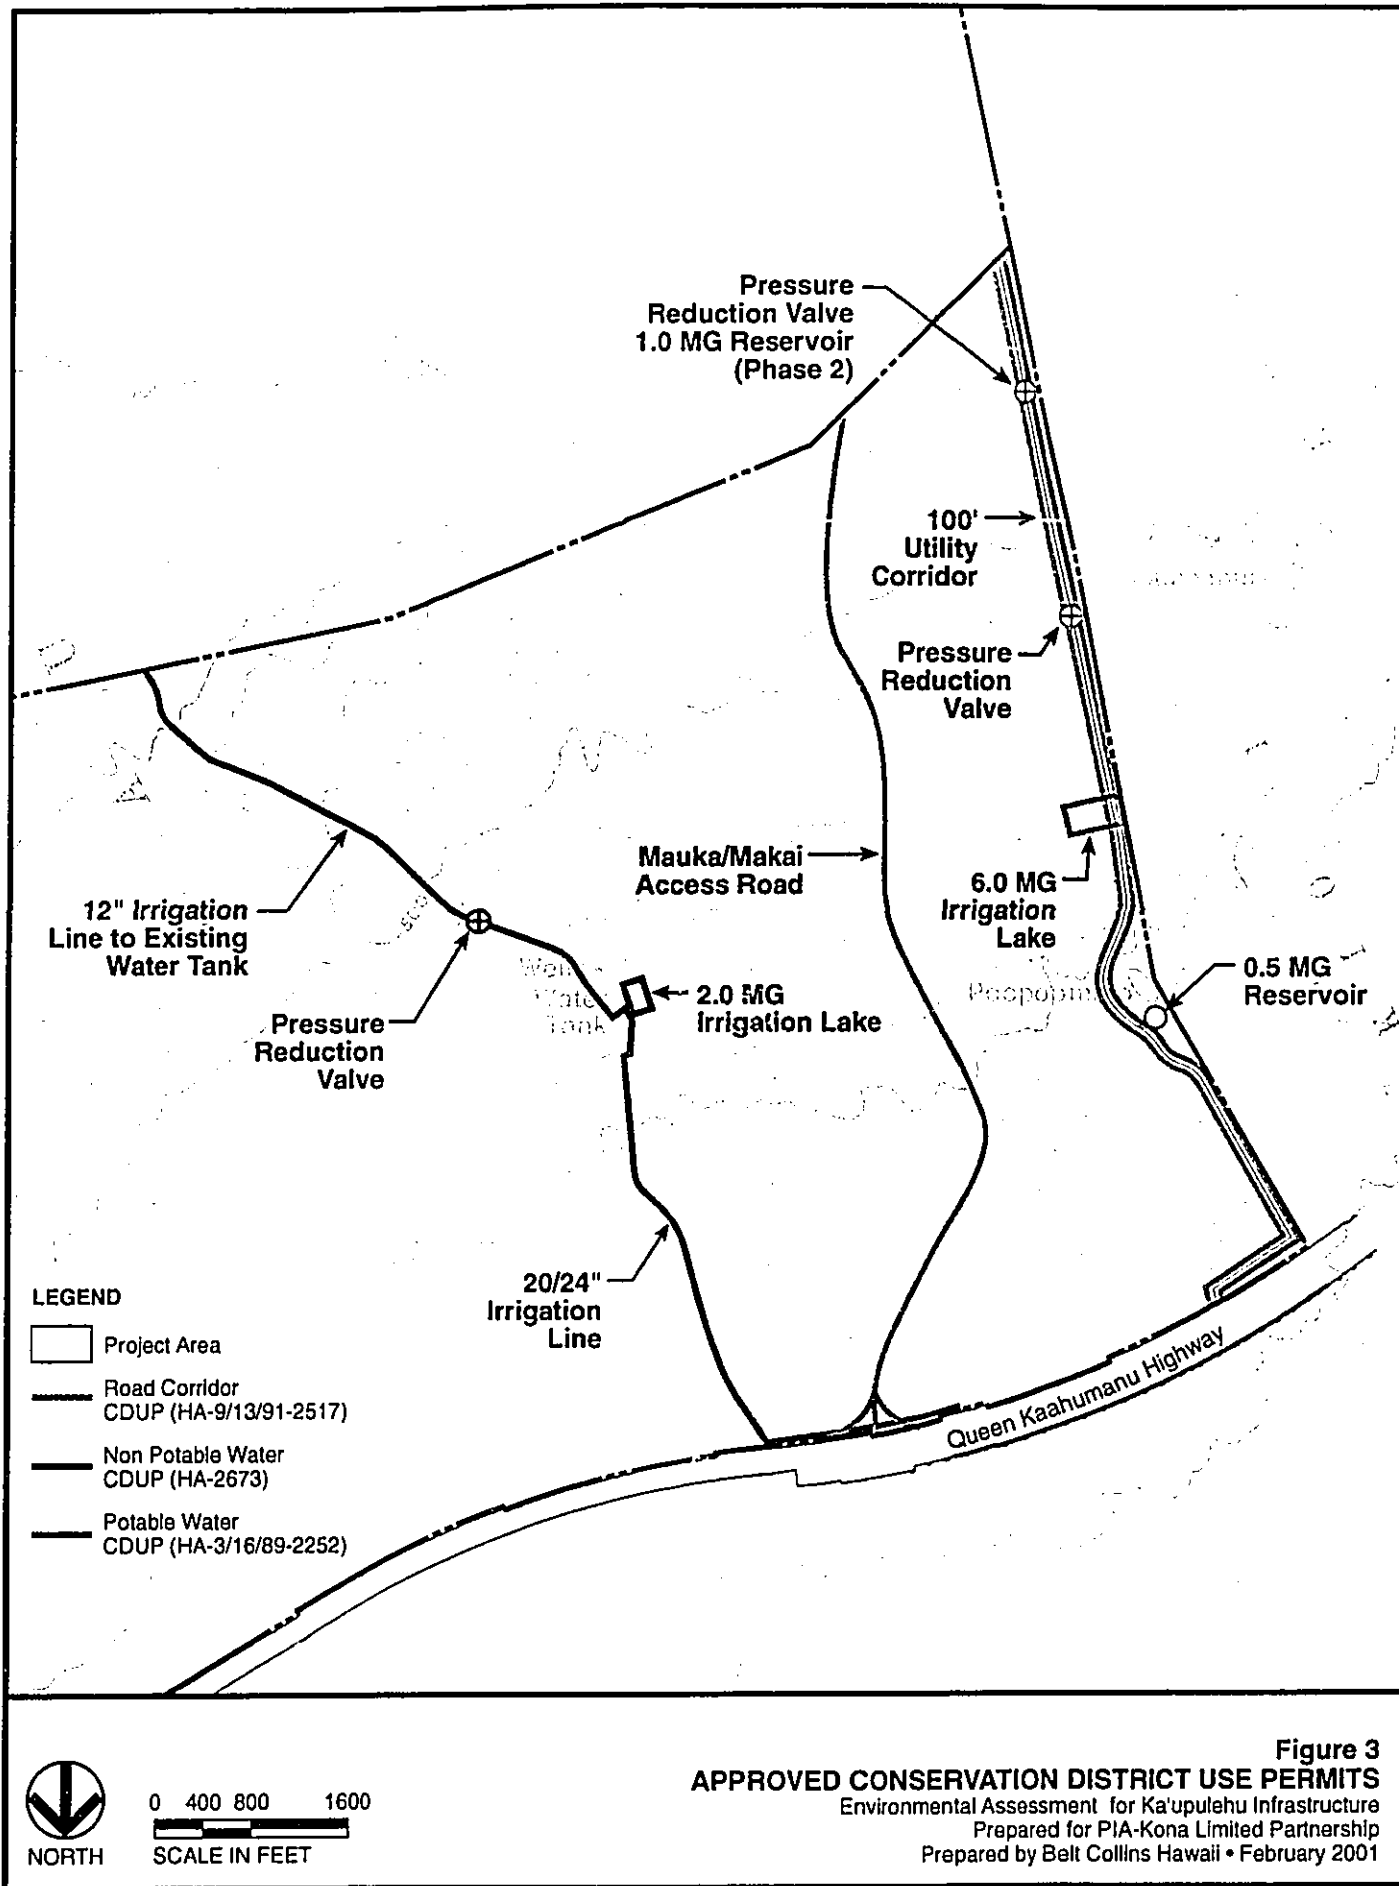 Pressure
Reduction Valve
1.0 MG Reservoir
(Phase 2)
100'
Utility
Corridor
Pressure
Reduction
Valve
Mauka/Makai
Access Road
6.0 MG
Irrigation
Lake
12" Irrigation
Line to Existing
Water Tank
0.5 MG
Reservoir
2.0 MG
Irrigation Lake
Pressure
Reduction
Valve
Tank
20/24"
Irrigation
Line
Queen Kaahumanu Highway
LEGEND
Project Area
Road Corridor
CDUP (HA-9/13/91-2517)
Non Potable Water
CDUP (HA-2673)
Potable Water
CDUP (HA-3/16/89-2252)
NORTH
0 400 800 1600
SCALE IN FEET
Figure 3
APPROVED CONSERVATION DISTRICT USE PERMITS
Environmental Assessment for Ka'upulehu Infrastructure
Prepared for PIA-Kona Limited Partnership
Prepared by Belt Collins Hawaii • February 2001